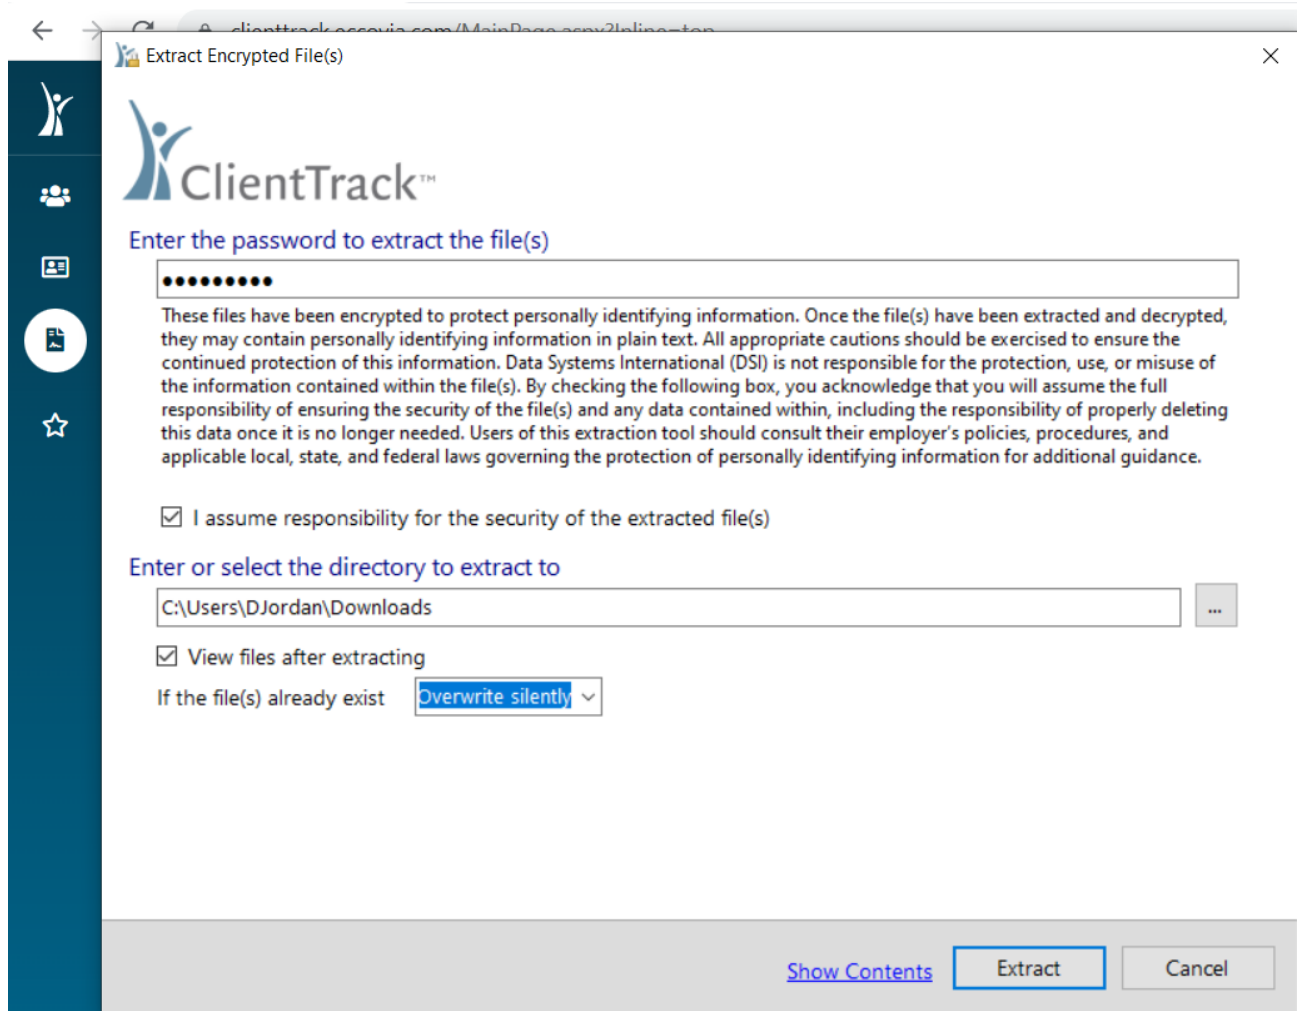 clienttrack.eccovia.com/MainPage.aspx?Inline=top
Extract Encrypted File(s)
ClientTrack™
Enter the password to extract the file(s)
●●●●●●●●●
These files have been encrypted to protect personally identifying information. Once the file(s) have been extracted and decrypted,
they may contain personally identifying information in plain text. All appropriate cautions should be exercised to ensure the
continued protection of this information. Data Systems International (DSI) is not responsible for the protection, use, or misuse of
the information contained within the file(s). By checking the following box, you acknowledge that you will assume the full
responsibility of ensuring the security of the file(s) and any data contained within, including the responsibility of properly deleting
this data once it is no longer needed. Users of this extraction tool should consult their employer's policies, procedures, and
applicable local, state, and federal laws governing the protection of personally identifying information for additional guidance.
I assume responsibility for the security of the extracted file(s)
Enter or select the directory to extract to
C:\Users\DJordan\Downloads
...
View files after extracting
If the file(s) already exist Overwrite silently
Show Contents Extract Cancel